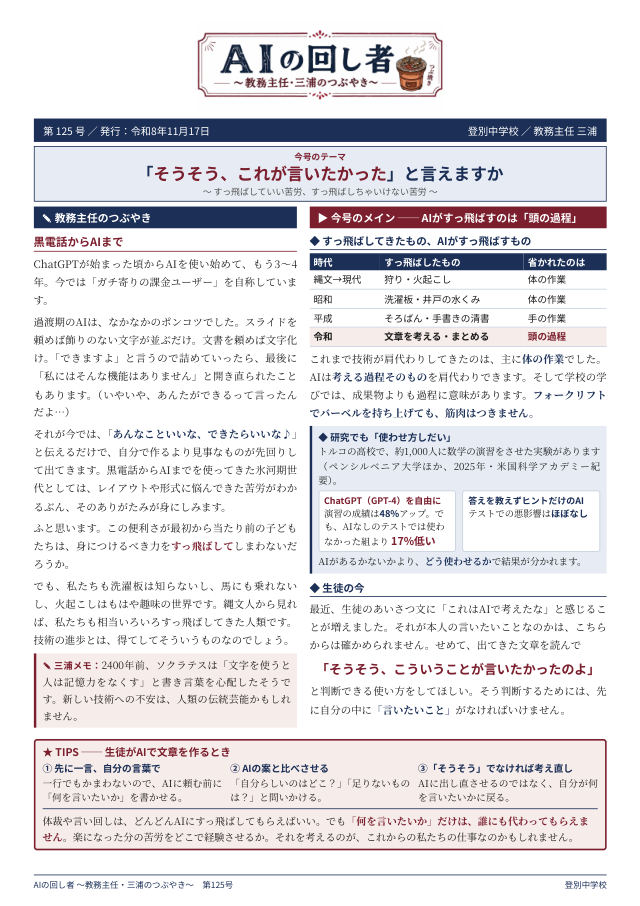 AIの回し者
〜教務主任・三浦のつぶやき〜
つぶ焼き
第 125 号 ／ 発行：令和8年11月17日
登別中学校 ／ 教務主任 三浦
今号のテーマ
「そうそう、これが言いたかった」と言えますか
〜 すっ飛ばしていい苦労、すっ飛ばしちゃいけない苦労 〜
✎ 教務主任のつぶやき
黒電話からAIまで
ChatGPTが始まった頃からAIを使い始めて、もう3〜4
年。今では「ガチ寄りの課金ユーザー」を自称していま
す。
過渡期のAIは、なかなかのポンコツでした。スライドを
頼めば飾りのない文字が並ぶだけ。文書を頼めば文字化
け。「できますよ」と言うので詰めていったら、最後に
「私にはそんな機能はありません」と開き直られたこと
もあります。（いやいや、あんたができるって言ったん
だよ…）
それが今では、「あんなこといいな、できたらいいな♪」
と伝えるだけで、自分で作るより見事なものが先回りし
て出てきます。黒電話からAIまでを使ってきた氷河期世
代としては、レイアウトや形式に悩んできた苦労がわか
るぶん、そのありがたみが身にしみます。
ふと思います。この便利さが最初から当たり前の子ども
たちは、身につけるべき力をすっ飛ばしてしまわないだ
ろうか。
でも、私たちも洗濯板は知らないし、馬にも乗れない
し、火起こしはもはや趣味の世界です。縄文人から見れ
ば、私たちも相当いろいろすっ飛ばしてきた人類です。
技術の進歩とは、得てしてそういうものなのでしょう。
✎ 三浦メモ：2400年前、ソクラテスは「文字を使うと
人は記憶力をなくす」と書き言葉を心配したそうで
す。新しい技術への不安は、人類の伝統芸能かもしれ
ません。
▶ 今号のメイン ── AIがすっ飛ばすのは「頭の過程」
◆ すっ飛ばしてきたもの、AIがすっ飛ばすもの
時代 すっ飛ばしたもの 省かれたのは
縄文→現代 狩り・火起こし 体の作業
昭和 洗濯板・井戸の水くみ 体の作業
平成 そろばん・手書きの清書 手の作業
令和 文章を考える・まとめる 頭の過程
これまで技術が肩代わりしてきたのは、主に体の作業でした。
AIは考える過程そのものを肩代わりできます。そして学校の学
びでは、成果物よりも過程に意味があります。フォークリフト
でバーベルを持ち上げても、筋肉はつきません。
◆ 研究でも「使わせ方しだい」
トルコの高校で、約1,000人に数学の演習をさせた実験があります
（ペンシルベニア大学ほか、2025年・米国科学アカデミー紀
要）。
ChatGPT（GPT-4）を自由に
演習の成績は48%アップ。で
も、AIなしのテストでは使わ
なかった組より 17%低い
答えを教えずヒントだけのAI
テストでの悪影響はほぼなし
AIがあるかないかより、どう使わせるかで結果が分かれます。
◆ 生徒の今
最近、生徒のあいさつ文に「これはAIで考えたな」と感じるこ
とが増えました。それが本人の言いたいことなのかは、こちら
からは確かめられません。せめて、出てきた文章を読んで
「そうそう、こういうことが言いたかったのよ」
と判断できる使い方をしてほしい。そう判断するためには、先
に自分の中に「言いたいこと」がなければいけません。
★ TIPS ── 生徒がAIで文章を作るとき
① 先に一言、自分の言葉で
一行でもかまわないので、AIに頼む前に
「何を言いたいか」を書かせる。
② AIの案と比べさせる
「自分らしいのはどこ？」「足りないもの
は？」と問いかける。
③「そうそう」でなければ考え直し
AIに出し直させるのではなく、自分が何
を言いたいかに戻る。
体裁や言い回しは、どんどんAIにすっ飛ばしてもらえばいい。でも「何を言いたいか」だけは、誰にも代わってもらえま
せん。楽になった分の苦労をどこで経験させるか。それを考えるのが、これからの私たちの仕事なのかもしれません。
AIの回し者 〜教務主任・三浦のつぶやき〜　第125号
登別中学校